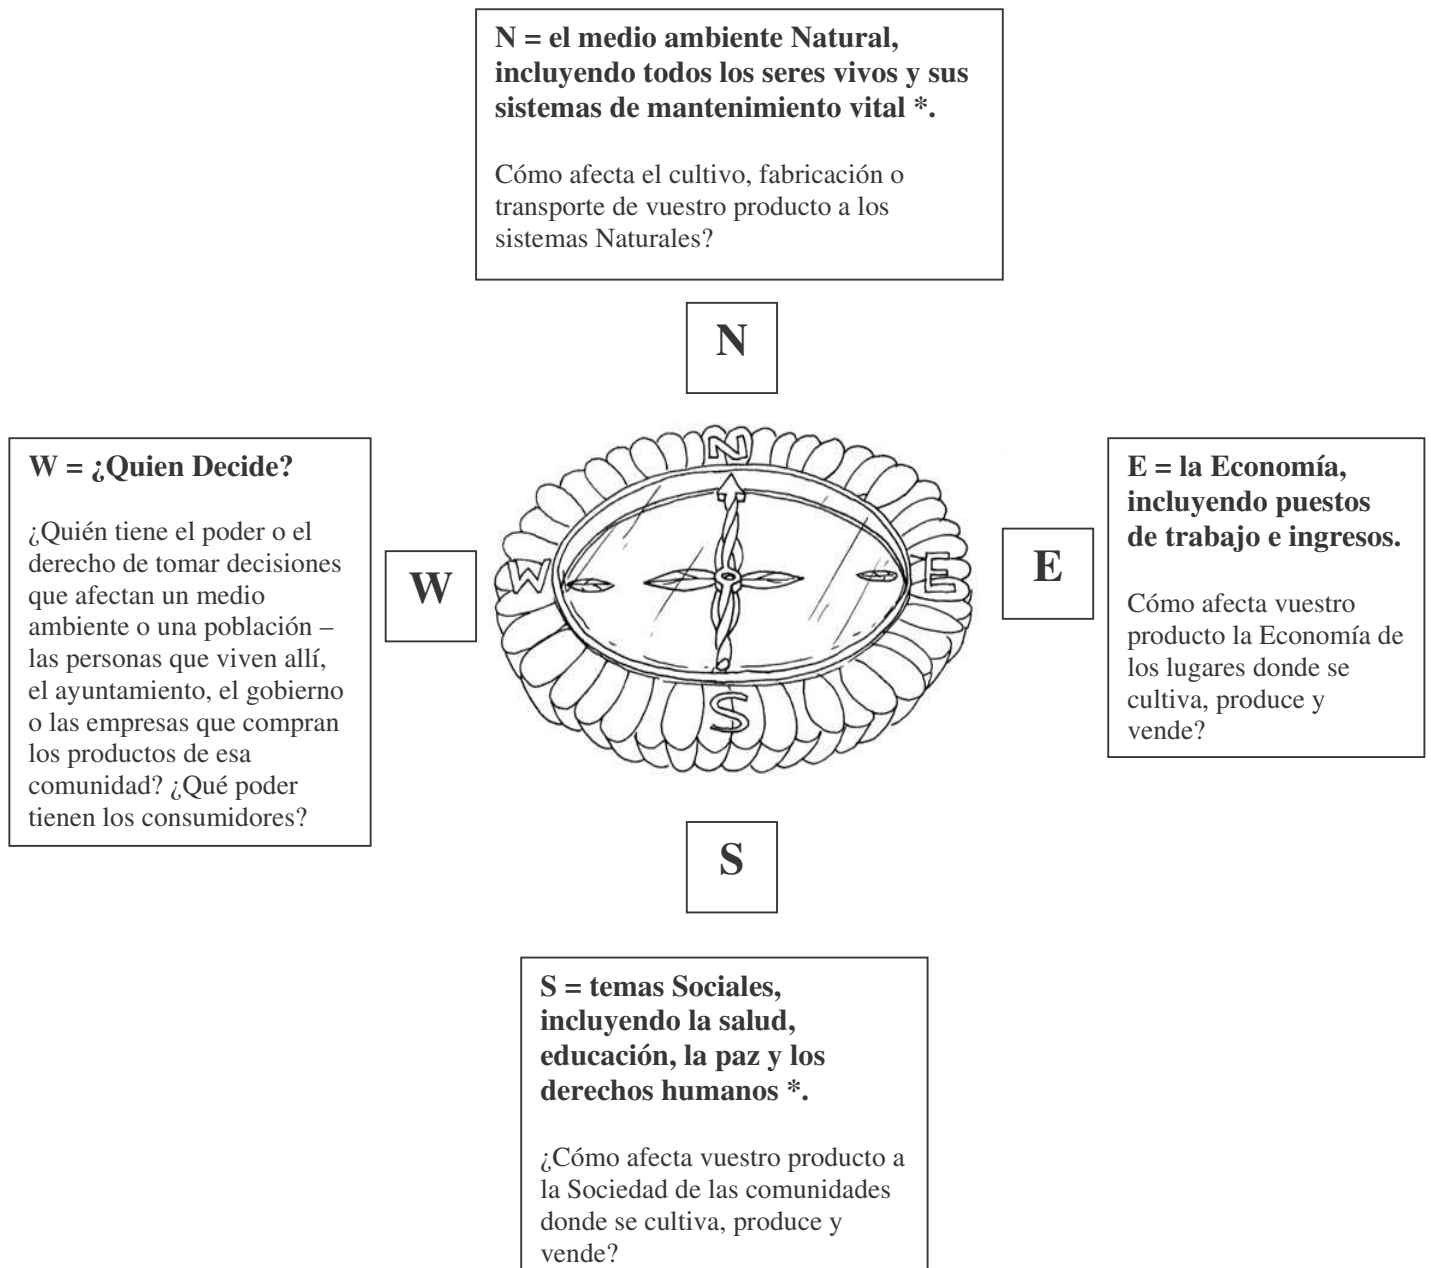 N = el medio ambiente Natural,
incluyendo todos los seres vivos y sus
sistemas de mantenimiento vital *.
Cómo afecta el cultivo, fabricación o
transporte de vuestro producto a los
sistemas Naturales?
N
W = ¿Quien Decide?
¿Quién tiene el poder o el
derecho de tomar decisiones
que afectan un medio
ambiente o una población –
las personas que viven allí,
el ayuntamiento, el gobierno
o las empresas que compran
los productos de esa
comunidad? ¿Qué poder
tienen los consumidores?
W
N
W
E
S
E
E = la Economía,
incluyendo puestos
de trabajo e ingresos.
Cómo afecta vuestro
producto la Economía de
los lugares donde se
cultiva, produce y
vende?
S
S = temas Sociales,
incluyendo la salud,
educación, la paz y los
derechos humanos *.
¿Cómo afecta vuestro producto a
la Sociedad de las comunidades
donde se cultiva, produce y
vende?